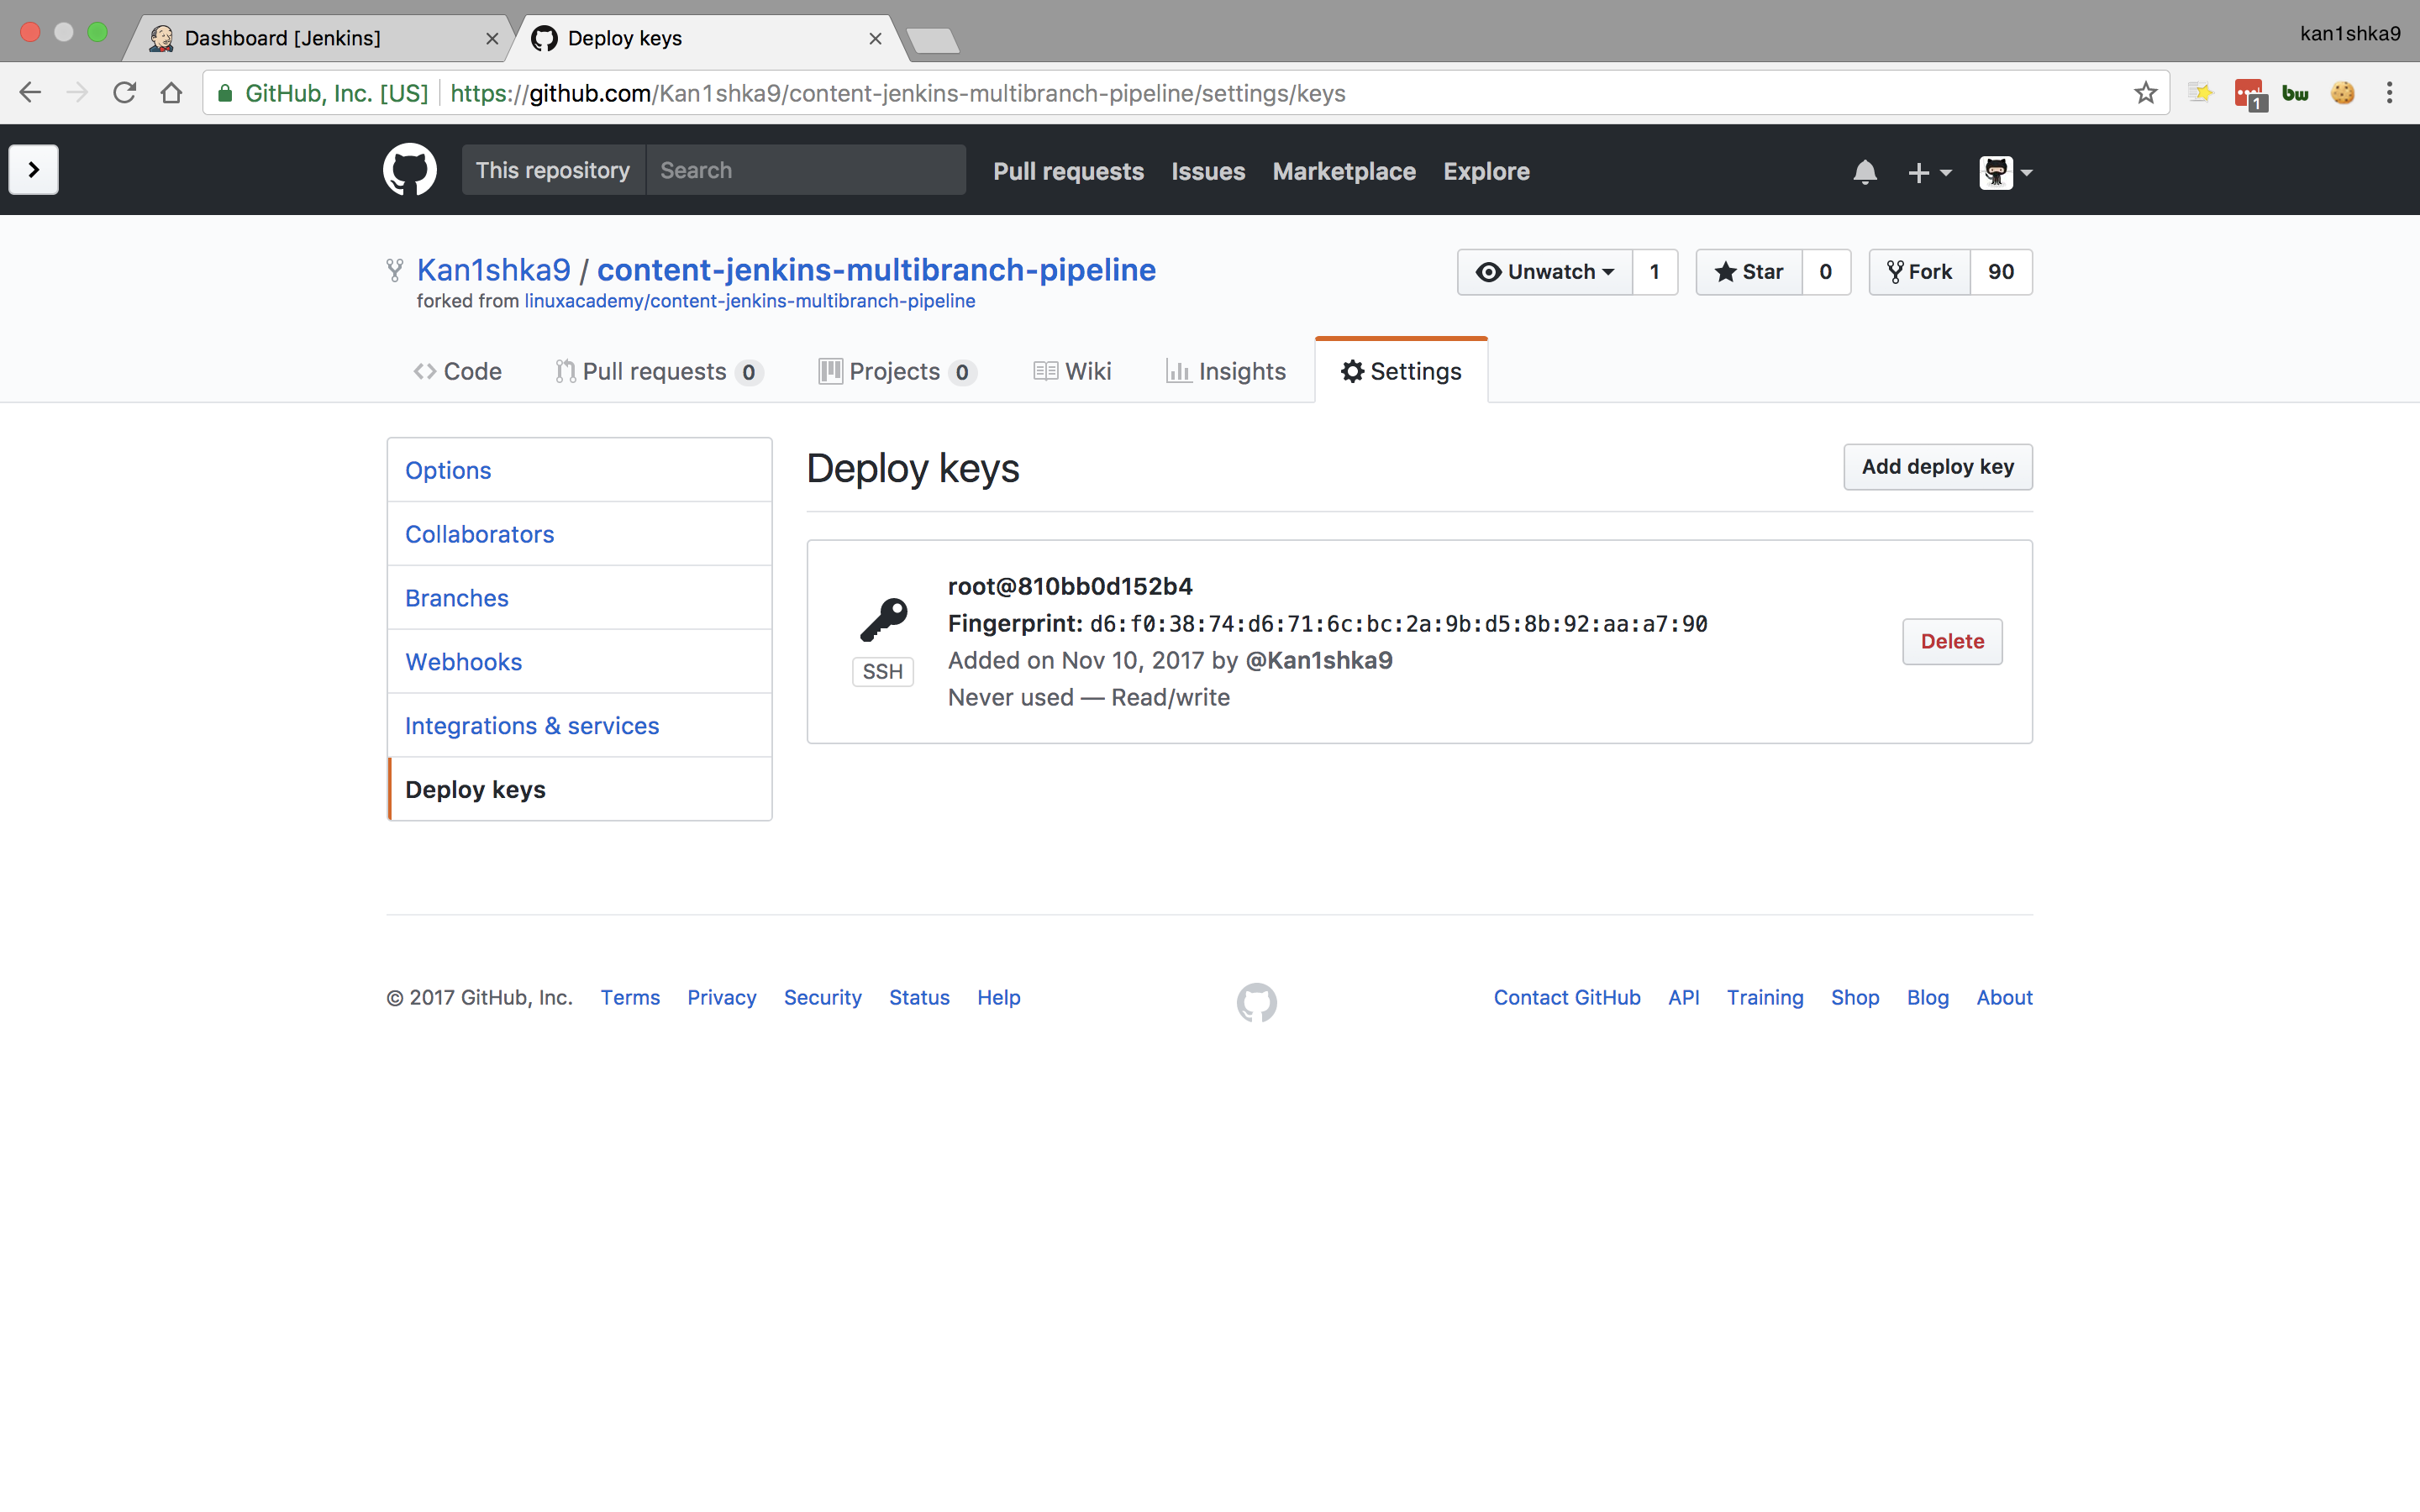 Dashboard [Jenkins]
Deploy keys
kan1shka9
GitHub, Inc. [US]
https://github.com/Kan1shka9/content-jenkins-multibranch-pipeline/settings/keys
1
bw
This repository
Search
Pull requests
Issues
Marketplace
Explore
Kan1shka9 / content-jenkins-multibranch-pipeline
forked from linuxacademy/content-jenkins-multibranch-pipeline
Unwatch 1
Star 0
Fork 90
Code
Pull requests 0
Projects 0
Wiki
Insights
Settings
Options
Collaborators
Branches
Webhooks
Integrations & services
Deploy keys
Deploy keys
Add deploy key
root@810bb0d152b4
Fingerprint: d6:f0:38:74:d6:71:6c:bc:2a:9b:d5:8b:92:aa:a7:90
Added on Nov 10, 2017 by @Kan1shka9
Never used — Read/write
SSH
Delete
© 2017 GitHub, Inc.
Terms
Privacy
Security
Status
Help
Contact GitHub
API
Training
Shop
Blog
About